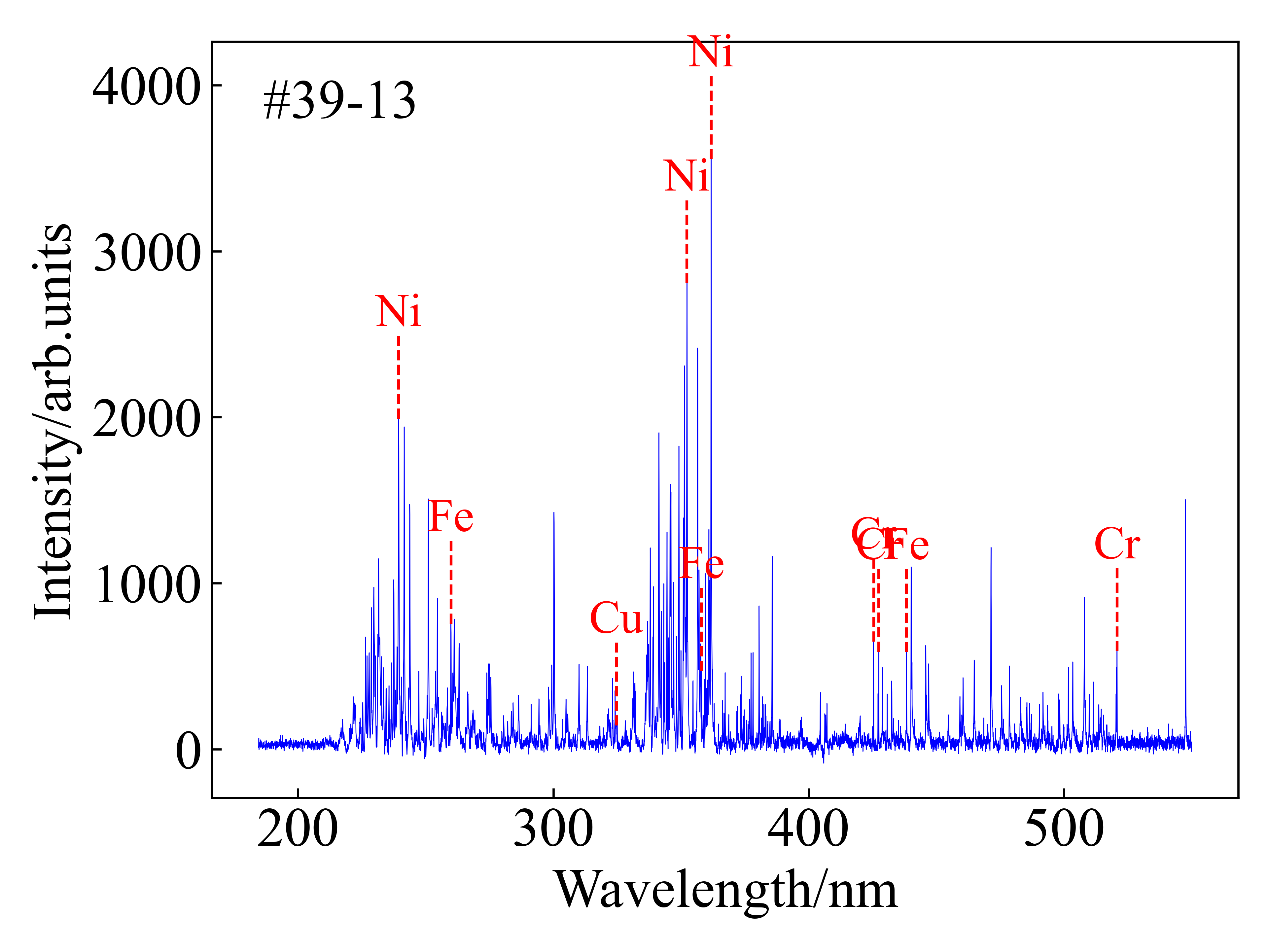 Ni
4000
#39-13
Ni
3000
Ni
2000
Fe
Cr
Cr
Fe
Cr
Fe
1000
Cu
0
200
300
400
500
Wavelength/nm
Intensity/arb.units